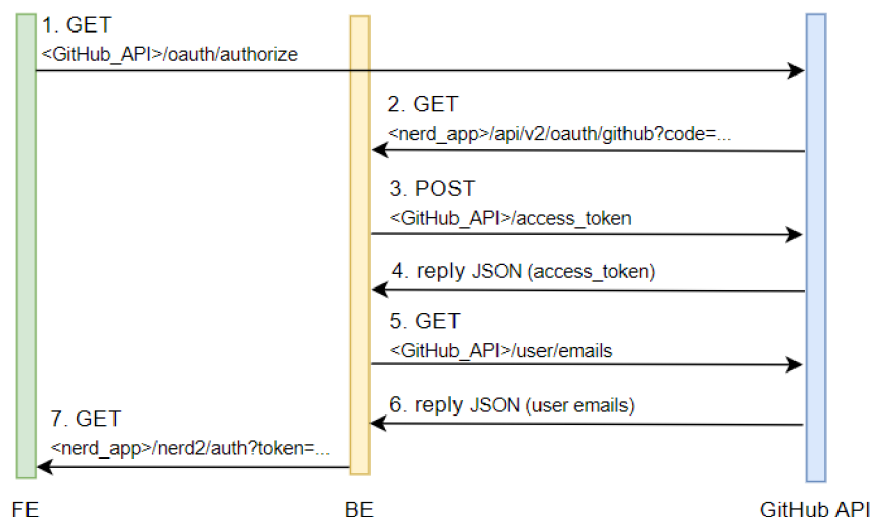 1. GET
<GitHub_API>/oauth/authorize
2. GET
<nerd_app>/api/v2/oauth/github?code=...
3. POST
<GitHub_API>/access_token
4. reply JSON (access_token)
5. GET
<GitHub_API>/user/emails
6. reply JSON (user emails)
7. GET
<nerd_app>/nerd2/auth?token=...
FE
BE
GitHub API